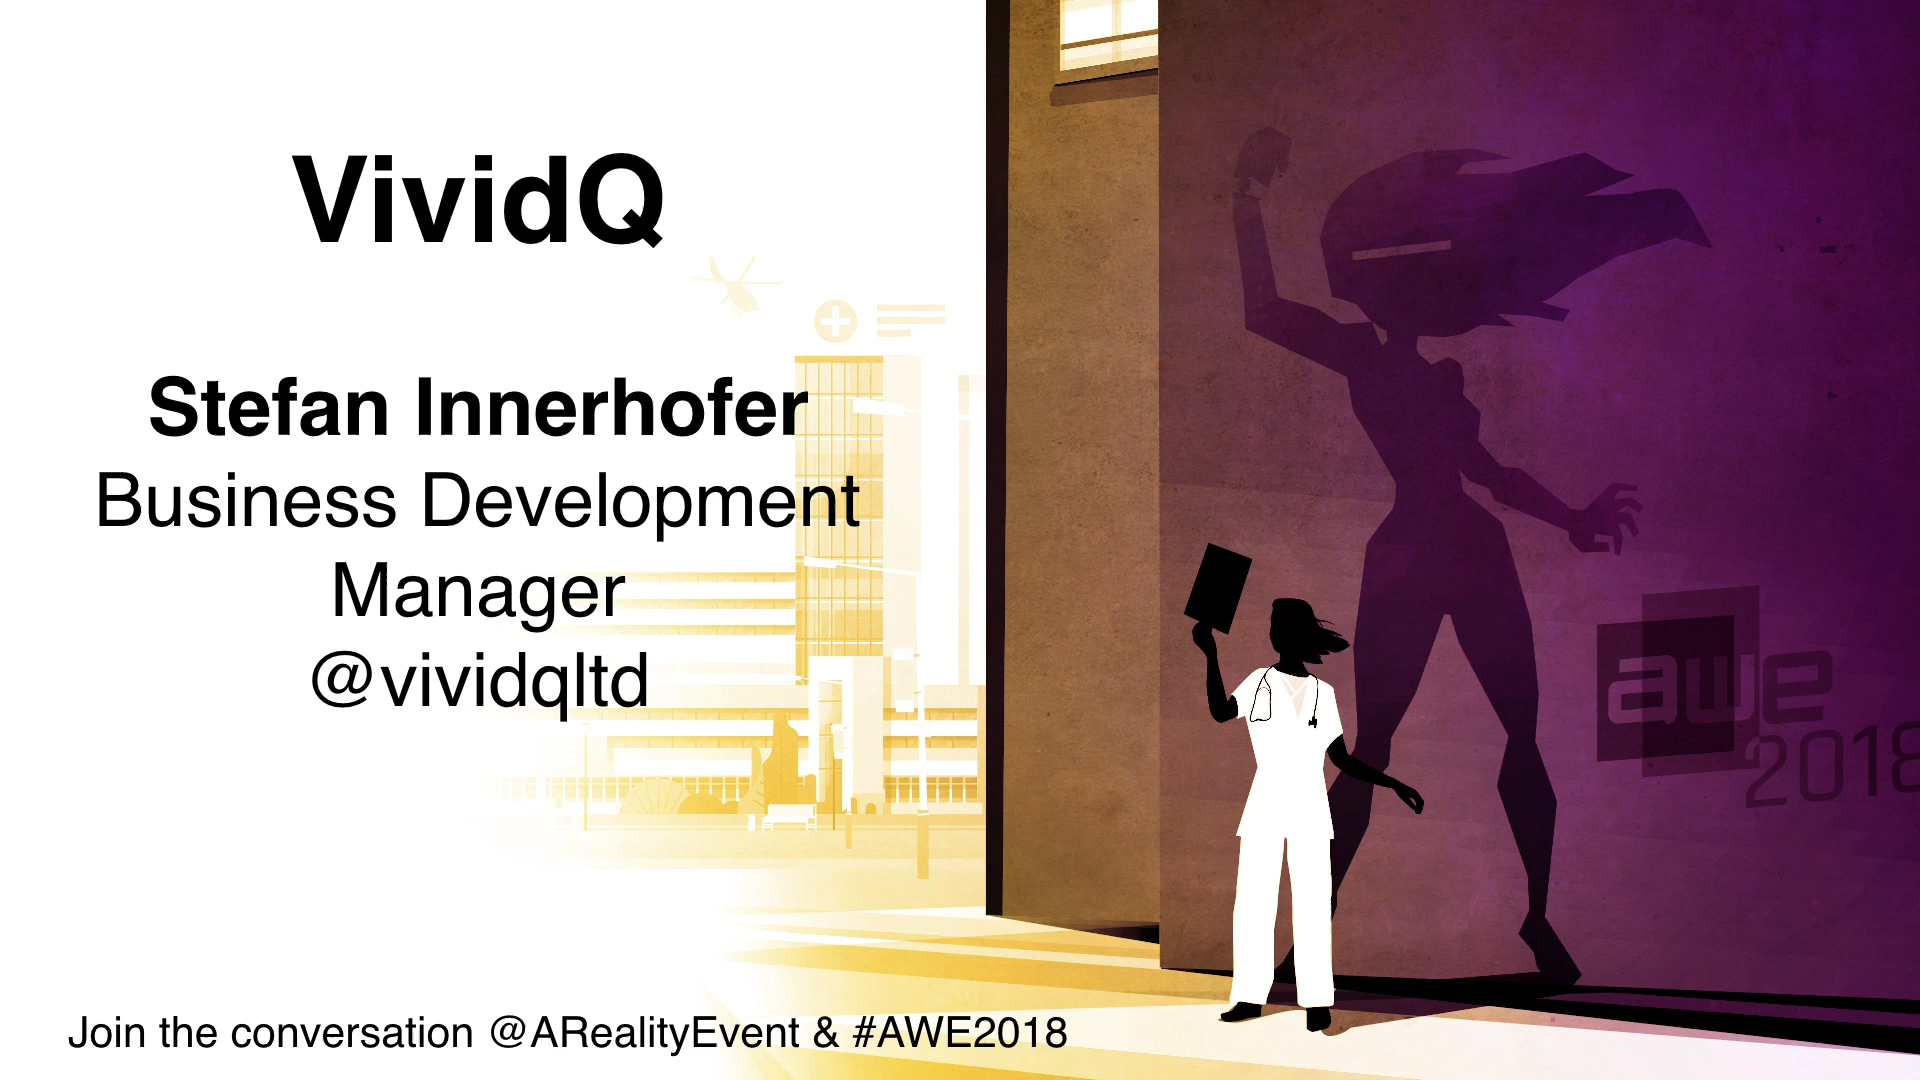 VividQ
Stefan Innerhofer
Business Development
Manager
@vividqltd
awe
2018
Join the conversation @ARealityEvent & #AWE2018